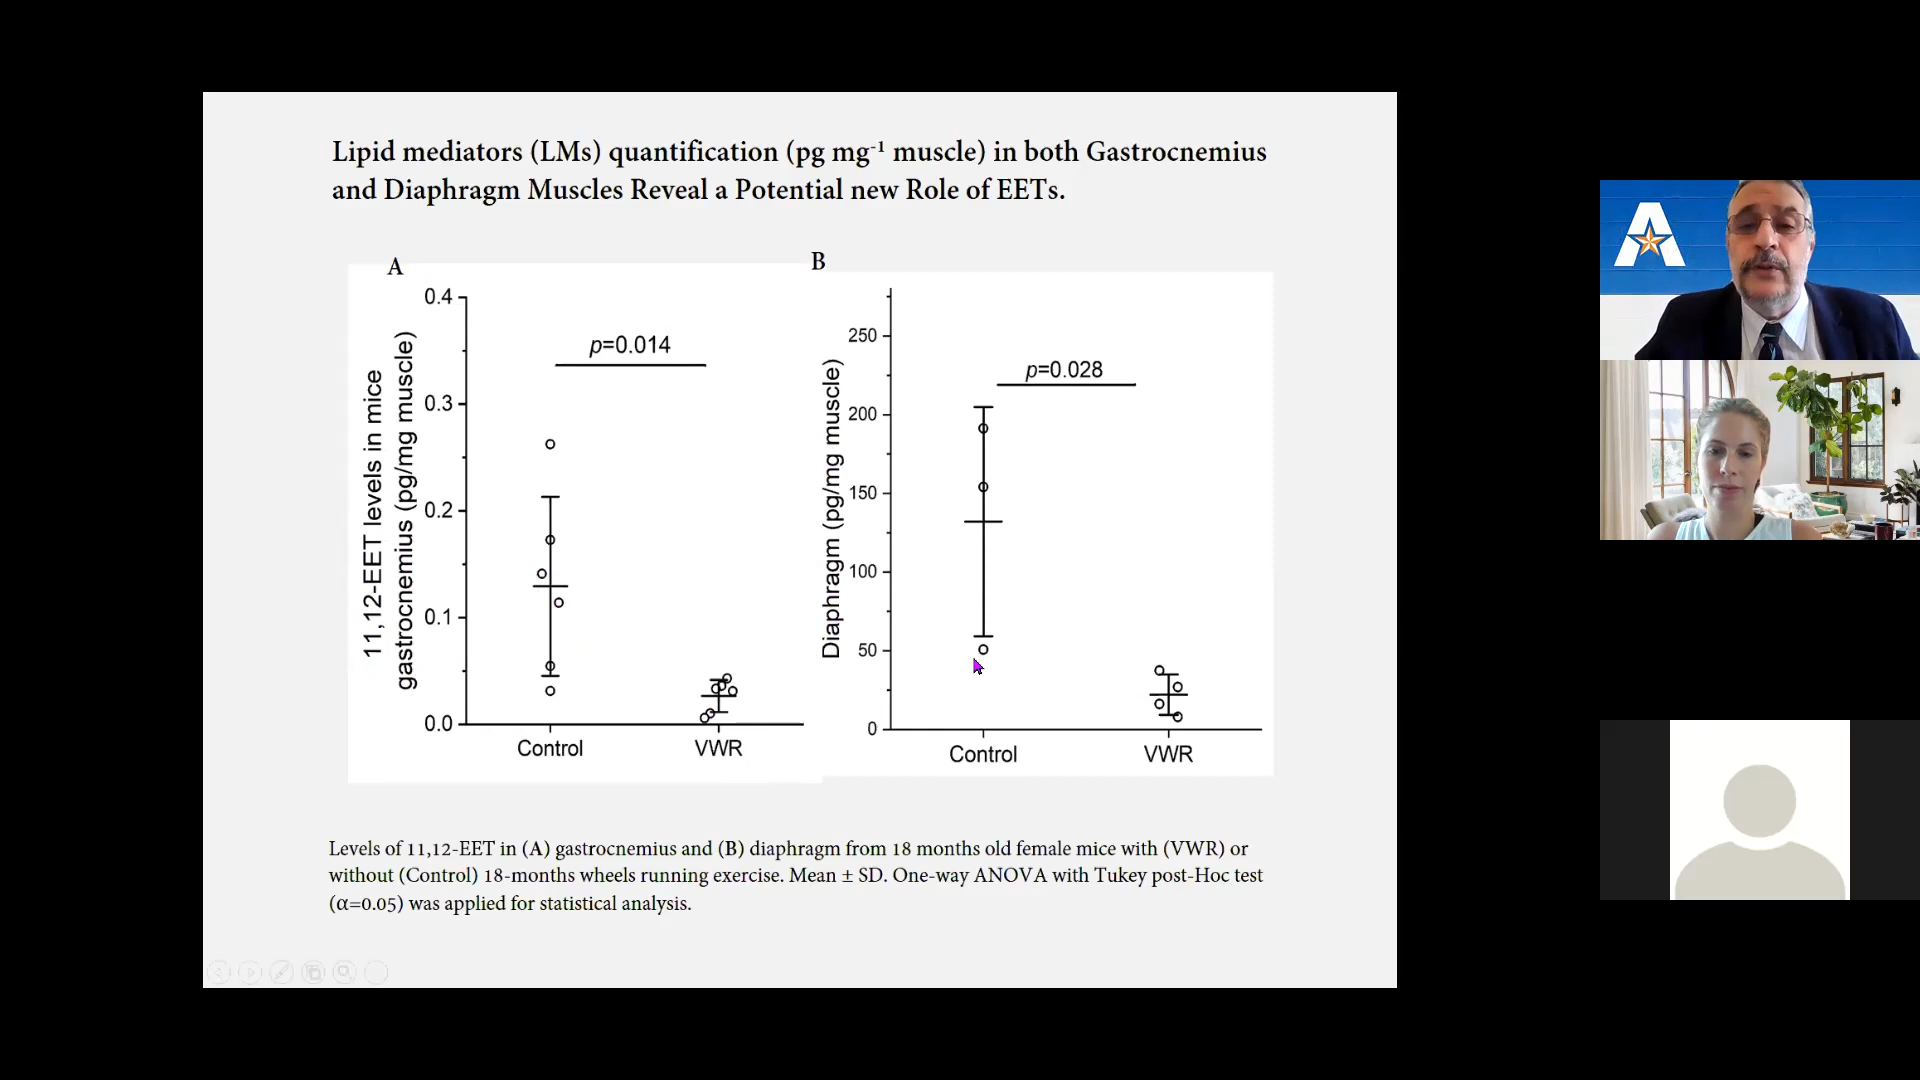 Lipid mediators (LMs) quantification (pg mg⁻¹ muscle) in both Gastrocnemius
and Diaphragm Muscles Reveal a Potential new Role of EETs.
A
11,12-EET levels in mice
gastrocnemius (pg/mg muscle)
0.4
0.3
0.2
0.1
0.0
p=0.014
Control
VWR
B
Diaphragm (pg/mg muscle)
250
200
150
100
50
0
p=0.028
Control
VWR
Levels of 11,12-EET in (A) gastrocnemius and (B) diaphragm from 18 months old female mice with (VWR) or
without (Control) 18-months wheels running exercise. Mean ± SD. One-way ANOVA with Tukey post-Hoc test
(α=0.05) was applied for statistical analysis.
A